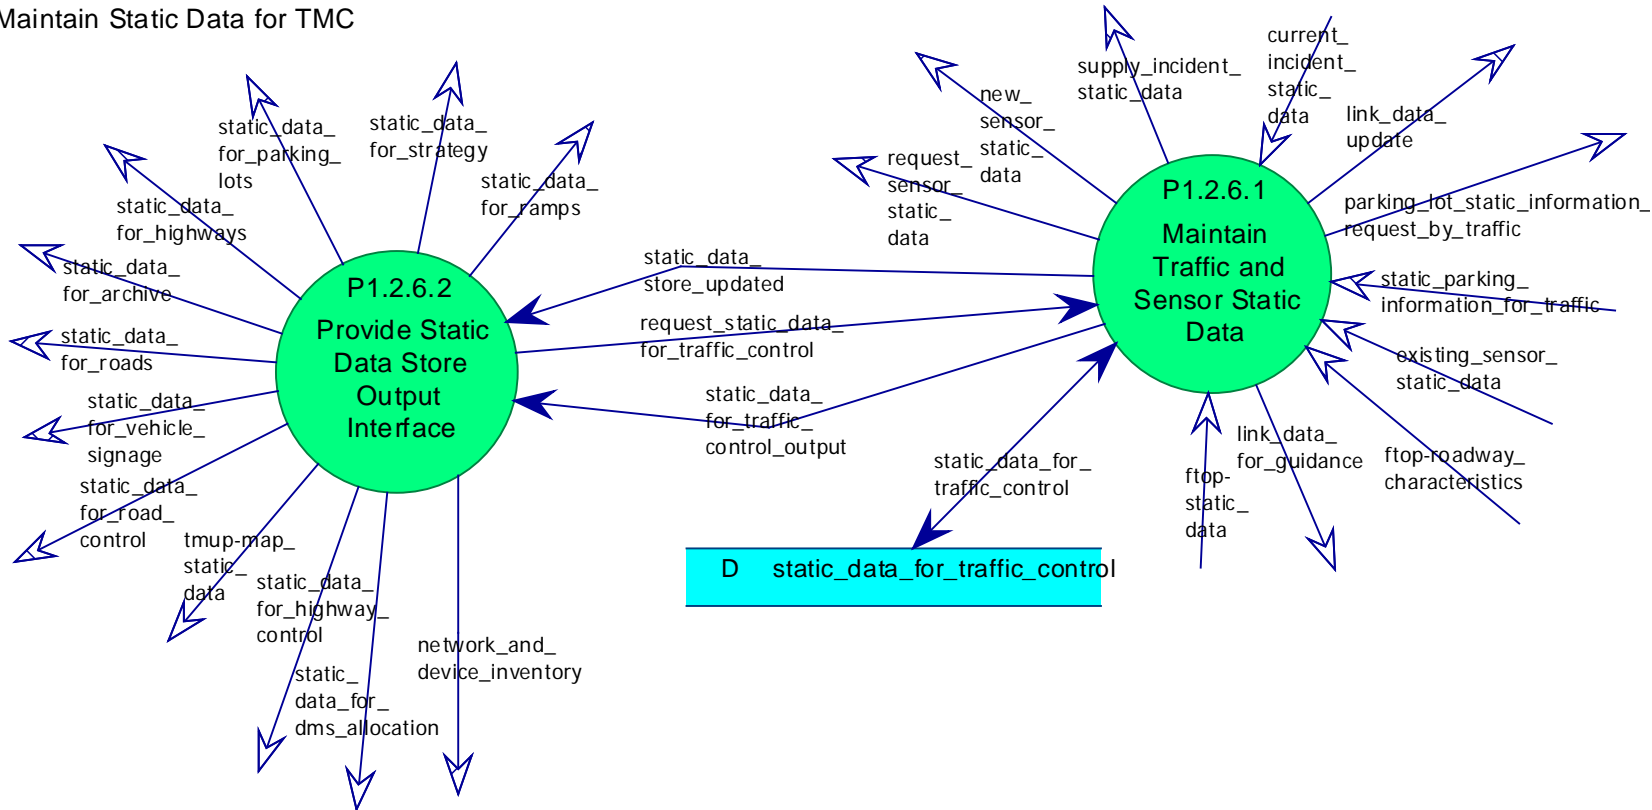 Maintain Static Data for TMC
static_data_
for_parking_
lots
static_data_
for_strategy
static_data_
for_ramps
static_data_
for_highways
static_data_
for_archive
static_data_
for_roads
static_data_
for_vehicle_
signage
static_data_
for_road_
control
tmup-map_
static_
data
static_data_
for_highway_
control
static_
data_for_
dms_allocation
network_and_
device_inventory
P1.2.6.2
Provide Static
Data Store
Output
Interface
static_data_
store_updated
request_static_data_
for_traffic_control
static_data_
for_traffic_
control_output
static_data_for_
traffic_control
D static_data_for_traffic_control
request_
sensor_
static_
data
new_
sensor_
static_
data
supply_incident_
static_data
current_
incident_
static_
data
link_data_
update
parking_lot_static_information_
request_by_traffic
static_parking_
information_for_traffic
existing_sensor_
static_data
ftop-roadway_
characteristics
link_data_
for_guidance
ftop-
static_
data
P1.2.6.1
Maintain
Traffic and
Sensor Static
Data